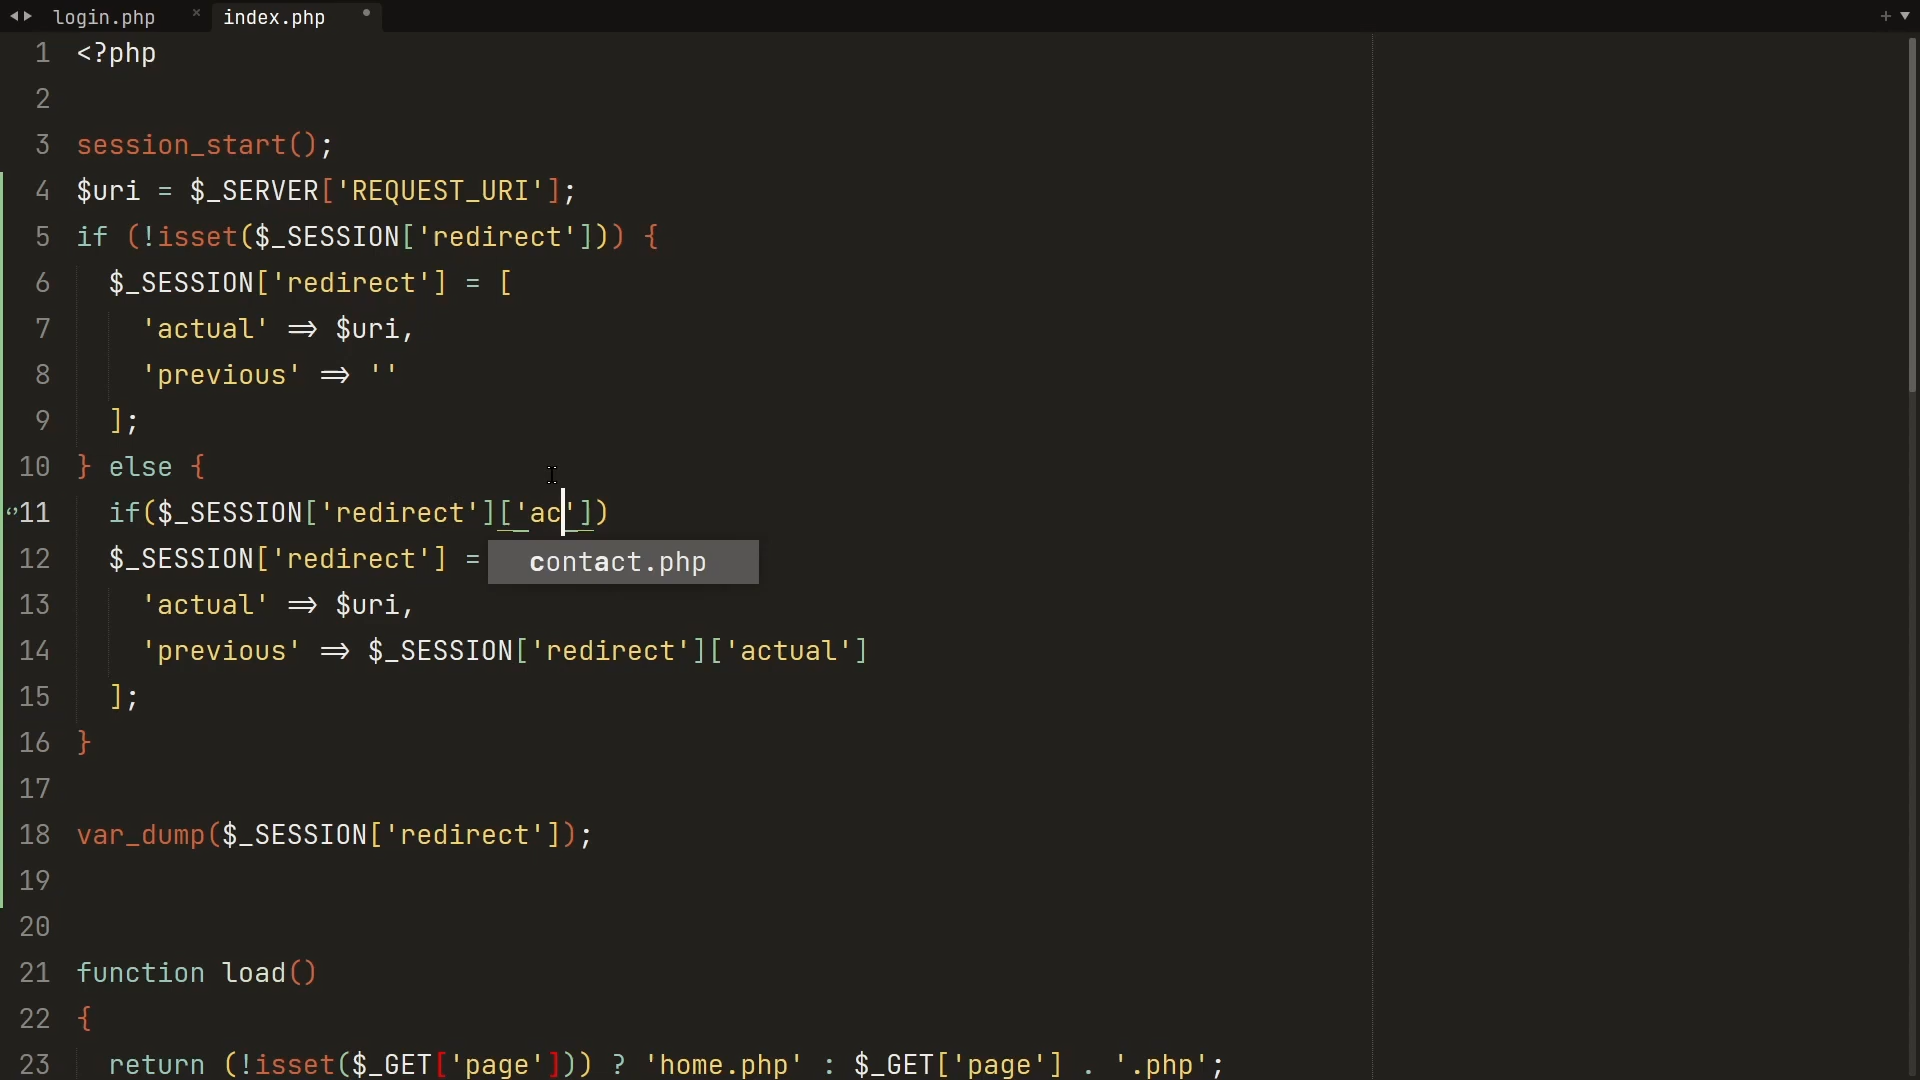 login.php × index.php
1 <?php
2
3 session_start();
4 $uri = $_SERVER['REQUEST_URI'];
5 if (!isset($_SESSION['redirect'])) {
6 $_SESSION['redirect'] = [
7 'actual' => $uri,
8 'previous' => ''
9 ];
10 } else {
11 if($_SESSION['redirect']['ac'])
12 $_SESSION['redirect'] =
contact.php
13 'actual' => $uri,
14 'previous' => $_SESSION['redirect']['actual']
15 ];
16 }
17
18 var_dump($_SESSION['redirect']);
19
20
21 function load()
22 {
23 return (!isset($_GET['page'])) ? 'home.php' : $_GET['page'] . '.php';